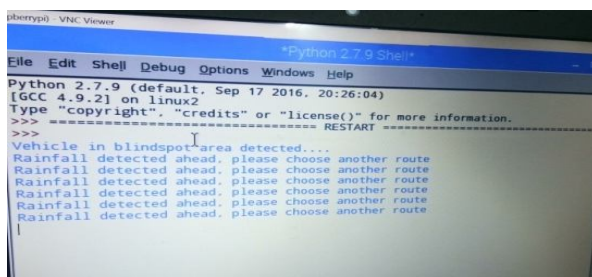 pberrypi) - VNC Viewer
*Python 2.7.9 Shell*
File Edit Shell Debug Options Windows Help
Python 2.7.9 (default, Sep 17 2016, 20:26:04)
[GCC 4.9.2] on linux2
Type "copyright", "credits" or "license()" for more information.
>>> ================================ RESTART ================================
>>>
Vehicle in blindspot area detected....
Rainfall detected ahead, please choose another route
Rainfall detected ahead, please choose another route
Rainfall detected ahead, please choose another route
Rainfall detected ahead, please choose another route
Rainfall detected ahead, please choose another route
Rainfall detected ahead, please choose another route